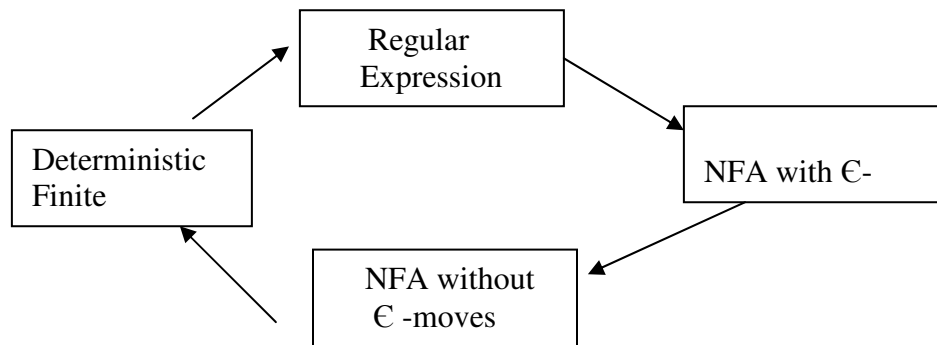 Regular
Expression
Deterministic
Finite
NFA with Є-
NFA without
Є -moves